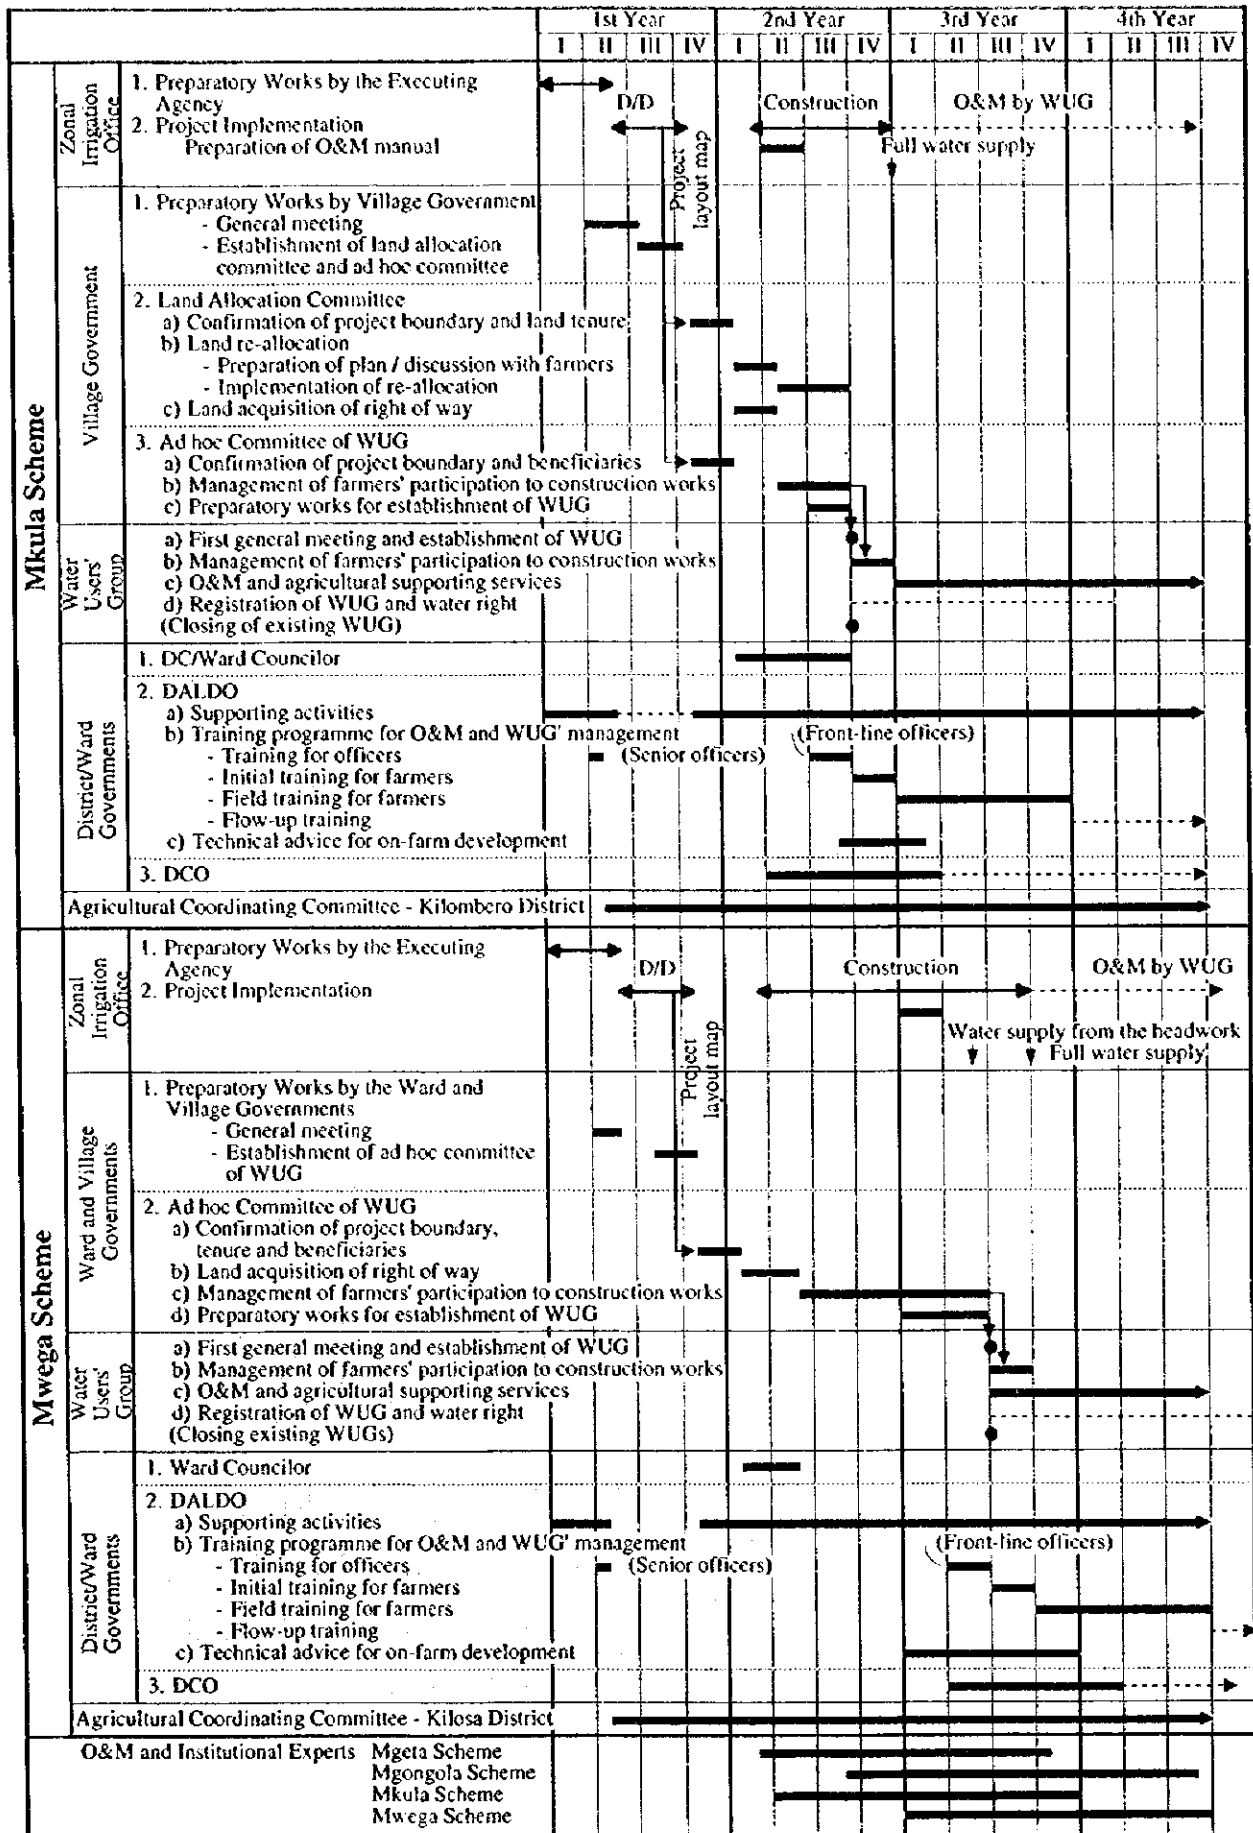 1st Year 2nd Year 3rd Year 4th Year
I II III IV I II III IV I II III IV I II III IV
Mkula Scheme
Zonal Irrigation Office
1. Preparatory Works by the Executing
Agency
D/D Construction O&M by WUG
2. Project Implementation
Preparation of O&M manual
Full water supply
Project layout map
Village Government
1. Preparatory Works by Village Government
- General meeting
- Establishment of land allocation
committee and ad hoc committee
2. Land Allocation Committee
a) Confirmation of project boundary and land tenure
b) Land re-allocation
- Preparation of plan / discussion with farmers
- Implementation of re-allocation
c) Land acquisition of right of way
3. Ad hoc Committee of WUG
a) Confirmation of project boundary and beneficiaries
b) Management of farmers' participation to construction works
c) Preparatory works for establishment of WUG
Water Users' Group
a) First general meeting and establishment of WUG
b) Management of farmers' participation to construction works
c) O&M and agricultural supporting services
d) Registration of WUG and water right
(Closing of existing WUG)
District/Ward Governments
1. DC/Ward Councilor
2. DALDO
a) Supporting activities
b) Training programme for O&M and WUG' management
(Front-line officers)
- Training for officers (Senior officers)
- Initial training for farmers
- Field training for farmers
- Flow-up training
c) Technical advice for on-farm development
3. DCO
Agricultural Coordinating Committee - Kilombero District
Mwega Scheme
Zonal Irrigation Office
1. Preparatory Works by the Executing
Agency
D/D Construction O&M by WUG
2. Project Implementation
Water supply from the headwork
Full water supply
Project layout map
Ward and Village Governments
1. Preparatory Works by the Ward and
Village Governments
- General meeting
- Establishment of ad hoc committee
of WUG
2. Ad hoc Committee of WUG
a) Confirmation of project boundary,
tenure and beneficiaries
b) Land acquisition of right of way
c) Management of farmers' participation to construction works
d) Preparatory works for establishment of WUG
Water Users' Group
a) First general meeting and establishment of WUG
b) Management of farmers' participation to construction works
c) O&M and agricultural supporting services
d) Registration of WUG and water right
(Closing existing WUGs)
District/Ward Governments
1. Ward Councilor
2. DALDO
a) Supporting activities
b) Training programme for O&M and WUG' management
(Front-line officers)
- Training for officers (Senior officers)
- Initial training for farmers
- Field training for farmers
- Flow-up training
c) Technical advice for on-farm development
3. DCO
Agricultural Coordinating Committee - Kilosa District
O&M and Institutional Experts Mgeta Scheme
Mgongola Scheme
Mkula Scheme
Mwega Scheme